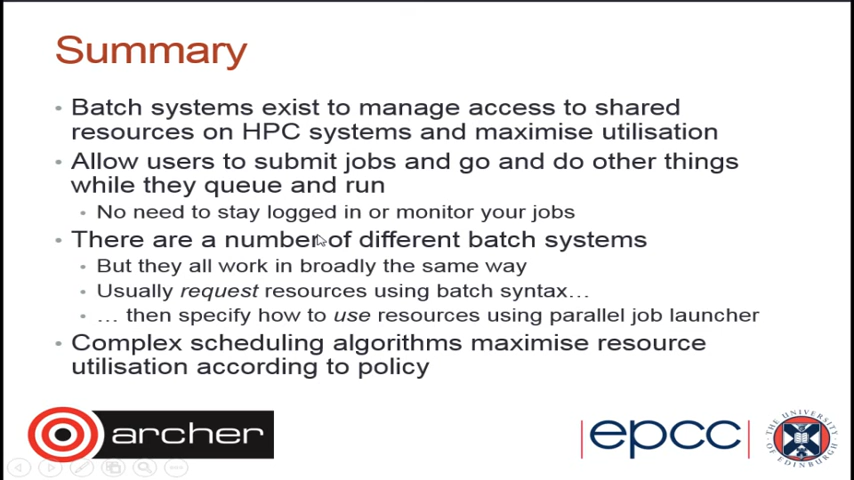 Summary
• Batch systems exist to manage access to shared
resources on HPC systems and maximise utilisation
• Allow users to submit jobs and go and do other things
while they queue and run
• No need to stay logged in or monitor your jobs
• There are a number of different batch systems
• But they all work in broadly the same way
• Usually request resources using batch syntax…
• … then specify how to use resources using parallel job launcher
• Complex scheduling algorithms maximise resource
utilisation according to policy
archer
epcc
THE UNIVERSITY
OF EDINBURGH